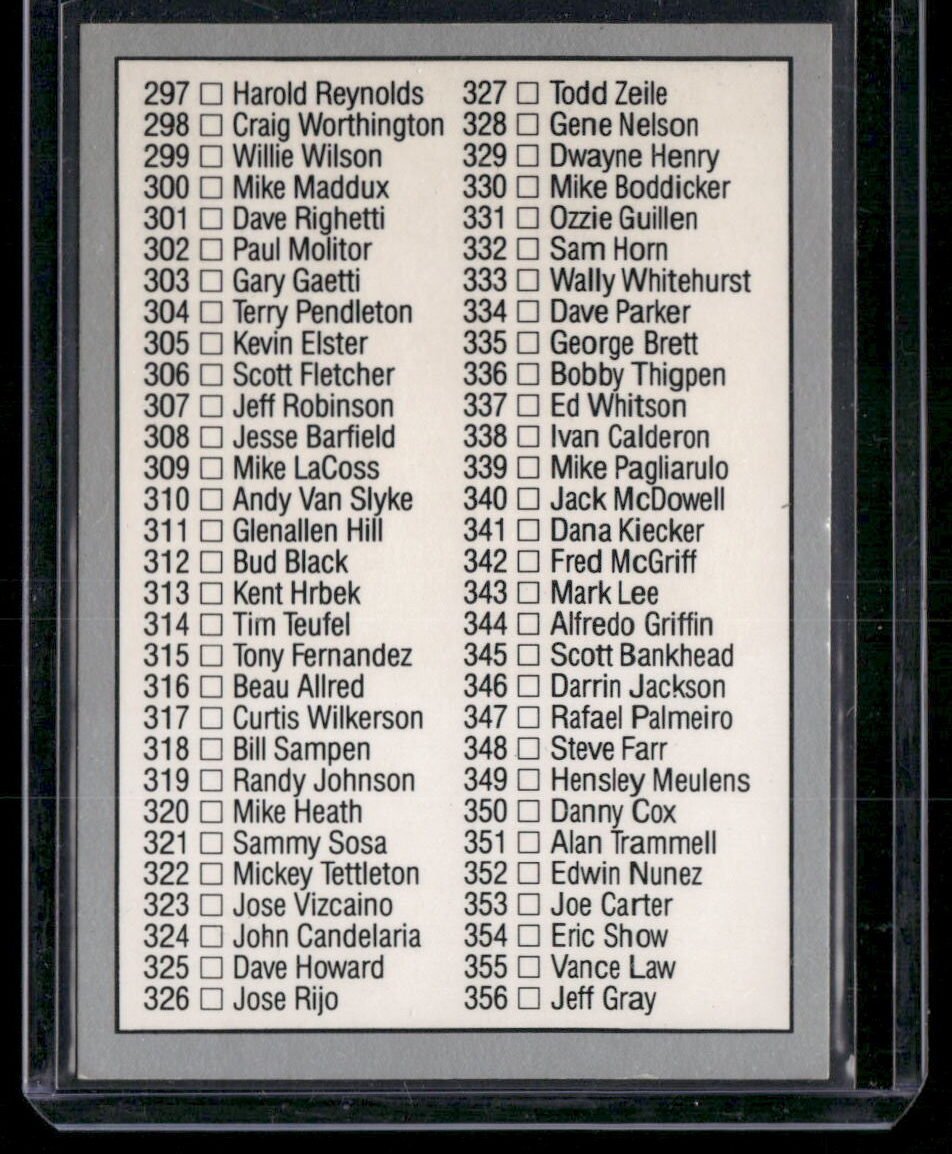 297 □ Harold Reynolds
298 □ Craig Worthington
299 □ Willie Wilson
300 □ Mike Maddux
301 □ Dave Righetti
302 □ Paul Molitor
303 □ Gary Gaetti
304 □ Terry Pendleton
305 □ Kevin Elster
306 □ Scott Fletcher
307 □ Jeff Robinson
308 □ Jesse Barfield
309 □ Mike LaCoss
310 □ Andy Van Slyke
311 □ Glenallen Hill
312 □ Bud Black
313 □ Kent Hrbek
314 □ Tim Teufel
315 □ Tony Fernandez
316 □ Beau Allred
317 □ Curtis Wilkerson
318 □ Bill Sampen
319 □ Randy Johnson
320 □ Mike Heath
321 □ Sammy Sosa
322 □ Mickey Tettleton
323 □ Jose Vizcaino
324 □ John Candelaria
325 □ Dave Howard
326 □ Jose Rijo
327 □ Todd Zeile
328 □ Gene Nelson
329 □ Dwayne Henry
330 □ Mike Boddicker
331 □ Ozzie Guillen
332 □ Sam Horn
333 □ Wally Whitehurst
334 □ Dave Parker
335 □ George Brett
336 □ Bobby Thigpen
337 □ Ed Whitson
338 □ Ivan Calderon
339 □ Mike Pagliarulo
340 □ Jack McDowell
341 □ Dana Kiecker
342 □ Fred McGriff
343 □ Mark Lee
344 □ Alfredo Griffin
345 □ Scott Bankhead
346 □ Darrin Jackson
347 □ Rafael Palmeiro
348 □ Steve Farr
349 □ Hensley Meulens
350 □ Danny Cox
351 □ Alan Trammell
352 □ Edwin Nunez
353 □ Joe Carter
354 □ Eric Show
355 □ Vance Law
356 □ Jeff Gray